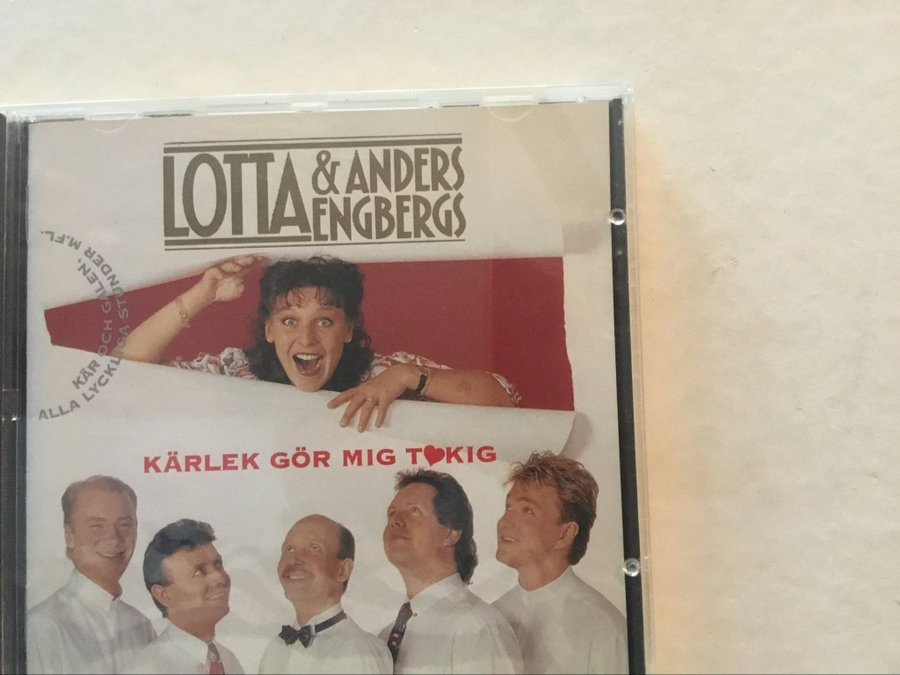 LOTTA & ANDERS
ENGBERGS
KÄR OCH GALEN,
ALLA LYCKLIGA STUNDER M.FL.
KÄRLEK GÖR MIG TOKIG